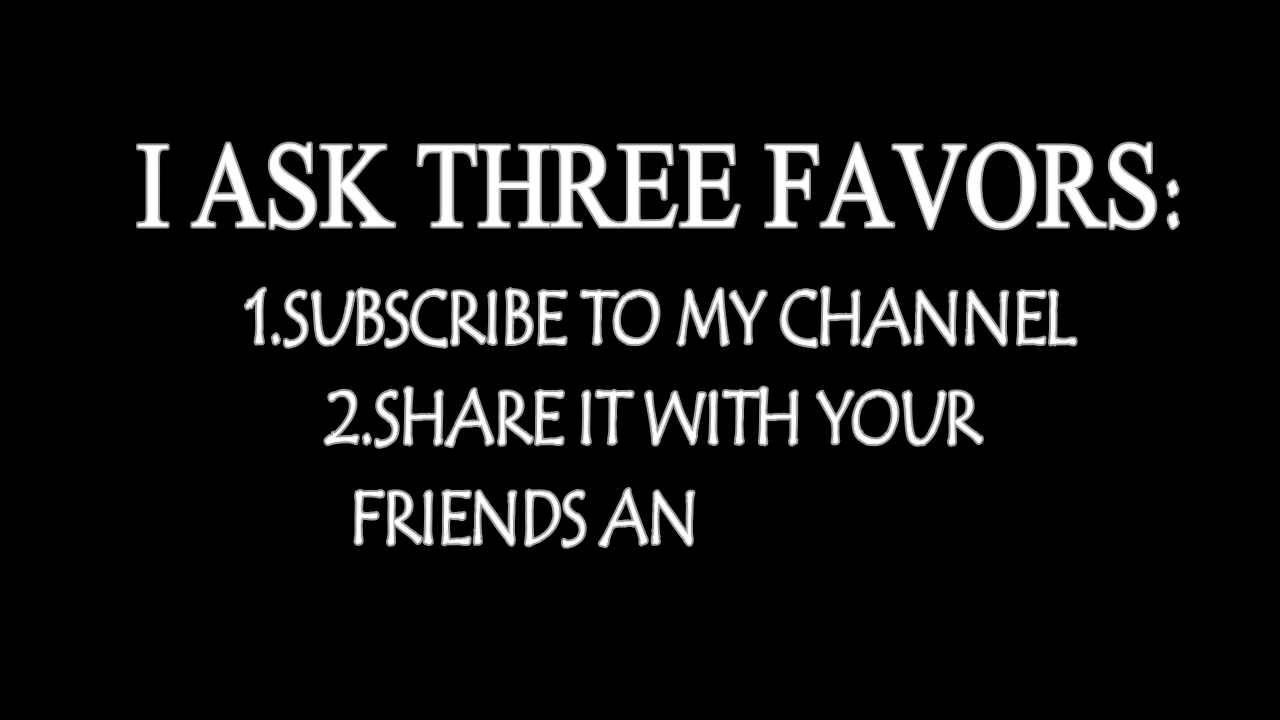 I ASK THREE FAVORS:
1.SUBSCRIBE TO MY CHANNEL
2.SHARE IT WITH YOUR
FRIENDS AN